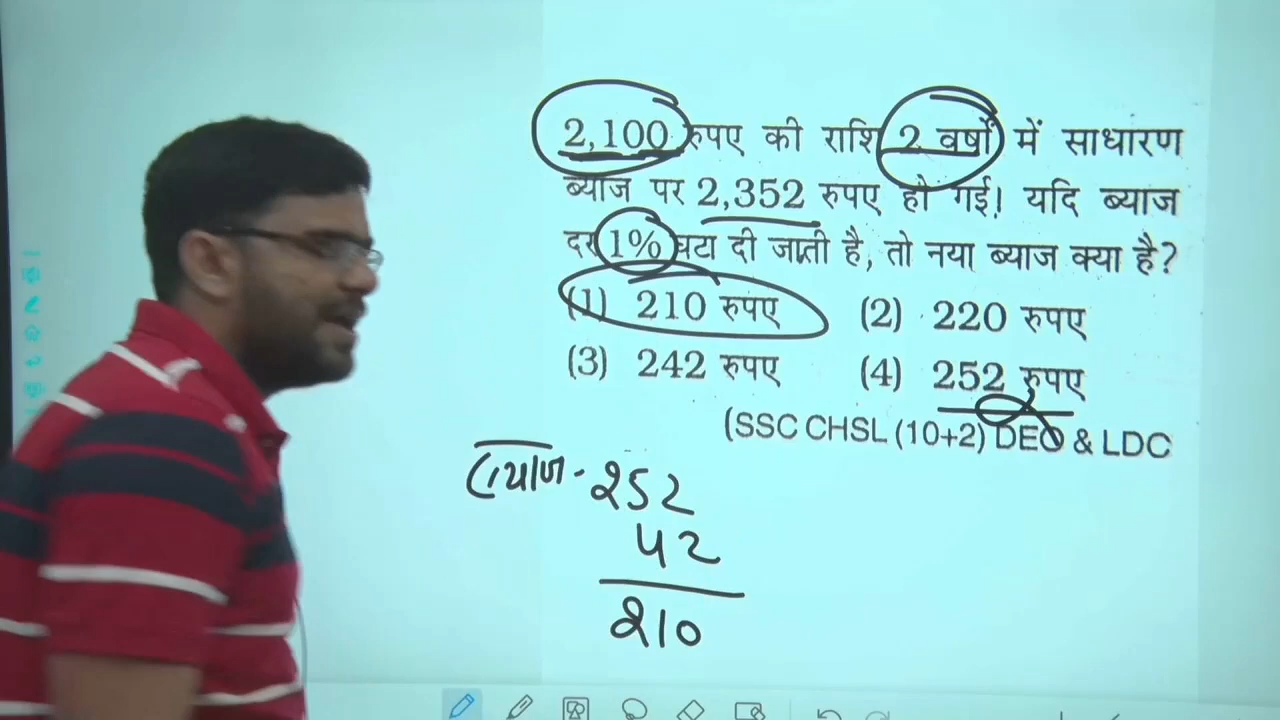 2,100 रुपए की राशि 2 वर्षों में साधारण
ब्याज पर 2,352 रुपए हो गई! यदि ब्याज
दर 1% घटा दी जाती है, तो नया ब्याज क्या है?
(1) 210 रुपए (2) 220 रुपए
(3) 242 रुपए (4) 252 रुपए
(SSC CHSL (10+2) DEO & LDC
ब्याज - 252
42
210